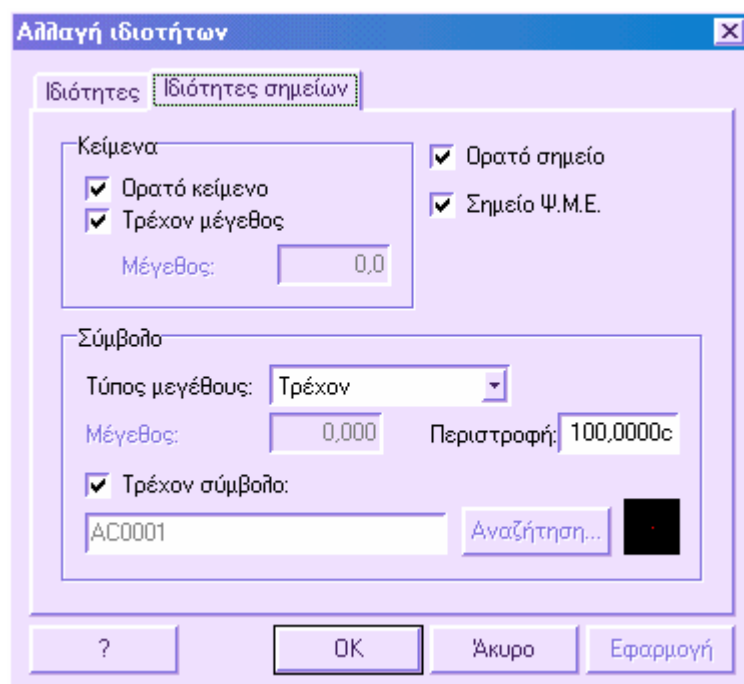 Αλλαγή ιδιοτήτων
Ιδιότητες
Ιδιότητες σημείων
Κείμενα
Ορατό κείμενο
Τρέχον μέγεθος
Μέγεθος: 0,0
Ορατό σημείο
Σημείο Ψ.Μ.Ε.
Σύμβολο
Τύπος μεγέθους: Τρέχον
Μέγεθος: 0,000 Περιστροφή: 100,0000c
Τρέχον σύμβολο:
AC0001 Αναζήτηση...
? OK Άκυρο Εφαρμογή